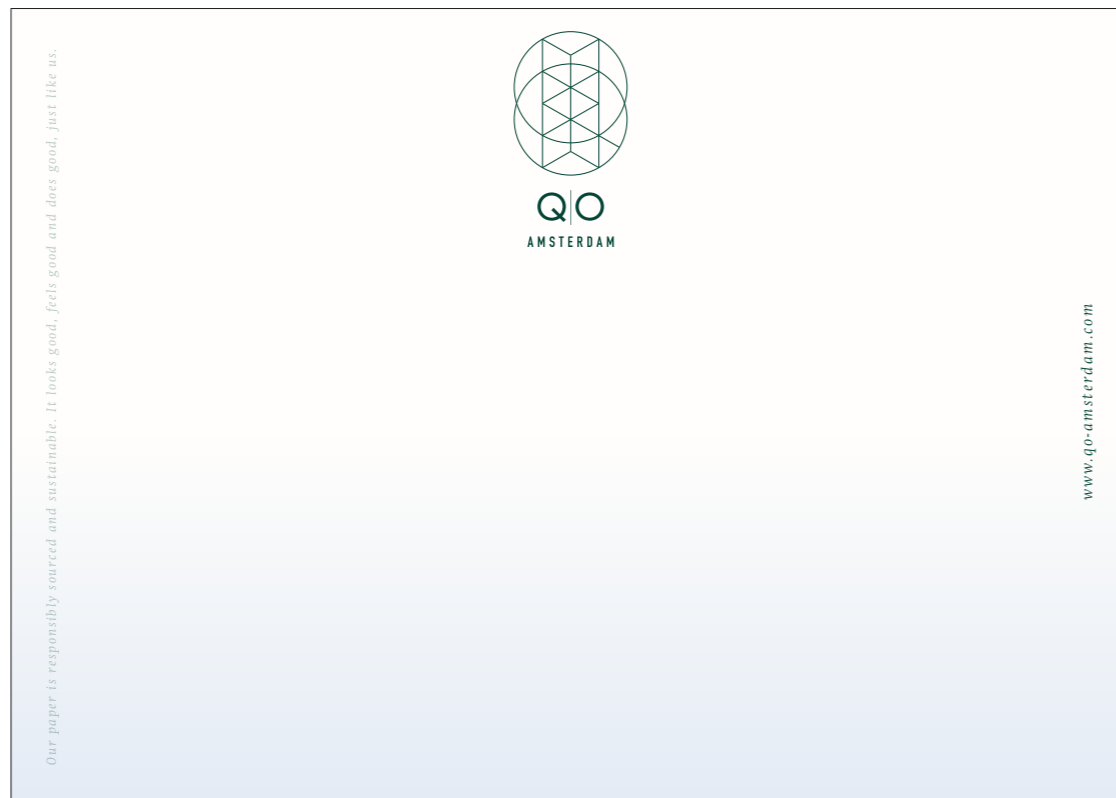 Our paper is responsibly sourced and sustainable. It looks good, feels good and does good, just like us.
Q|O
AMSTERDAM
www.qo-amsterdam.com